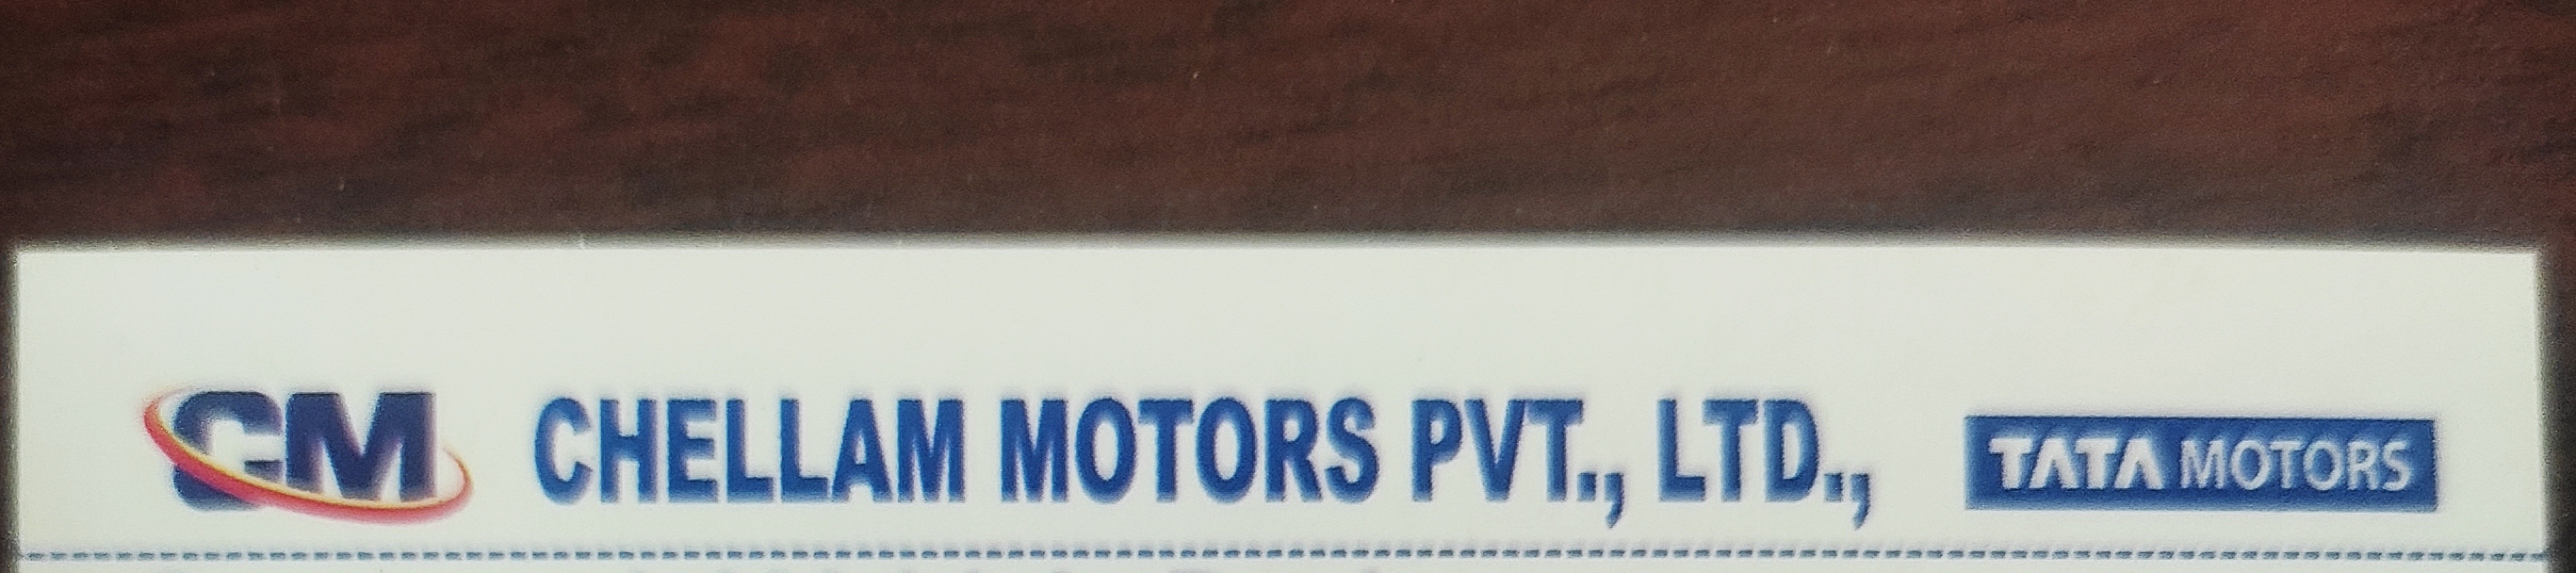 CM CHELLAM MOTORS PVT., LTD., TATA MOTORS